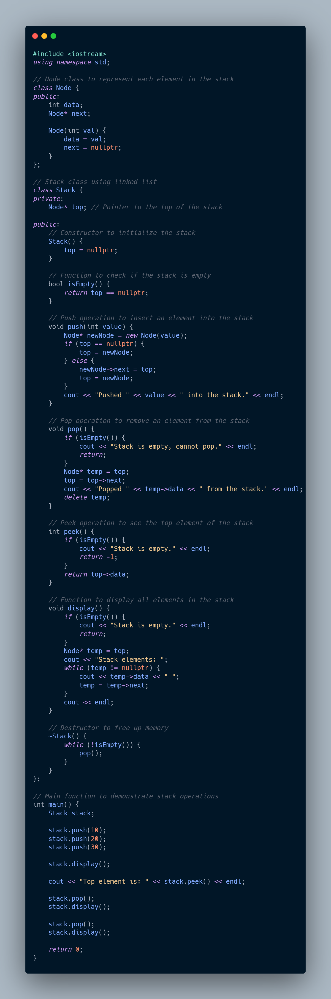 #include <iostream>
using namespace std;

// Node class to represent each element in the stack
class Node {
public:
    int data;
    Node* next;

    Node(int val) {
        data = val;
        next = nullptr;
    }
};

// Stack class using linked list
class Stack {
private:
    Node* top; // Pointer to the top of the stack

public:
    // Constructor to initialize the stack
    Stack() {
        top = nullptr;
    }

    // Function to check if the stack is empty
    bool isEmpty() {
        return top == nullptr;
    }

    // Push operation to insert an element into the stack
    void push(int value) {
        Node* newNode = new Node(value);
        if (top == nullptr) {
            top = newNode;
        } else {
            newNode->next = top;
            top = newNode;
        }
        cout << "Pushed " << value << " into the stack." << endl;
    }

    // Pop operation to remove an element from the stack
    void pop() {
        if (isEmpty()) {
            cout << "Stack is empty, cannot pop." << endl;
            return;
        }
        Node* temp = top;
        top = top->next;
        cout << "Popped " << temp->data << " from the stack." << endl;
        delete temp;
    }

    // Peek operation to see the top element of the stack
    int peek() {
        if (isEmpty()) {
            cout << "Stack is empty." << endl;
            return -1;
        }
        return top->data;
    }

    // Function to display all elements in the stack
    void display() {
        if (isEmpty()) {
            cout << "Stack is empty." << endl;
            return;
        }
        Node* temp = top;
        cout << "Stack elements: ";
        while (temp != nullptr) {
            cout << temp->data << " ";
            temp = temp->next;
        }
        cout << endl;
    }

    // Destructor to free up memory
    ~Stack() {
        while (!isEmpty()) {
            pop();
        }
    }
};

// Main function to demonstrate stack operations
int main() {
    Stack stack;

    stack.push(10);
    stack.push(20);
    stack.push(30);

    stack.display();

    cout << "Top element is: " << stack.peek() << endl;

    stack.pop();
    stack.display();

    stack.pop();
    stack.display();

    return 0;
}